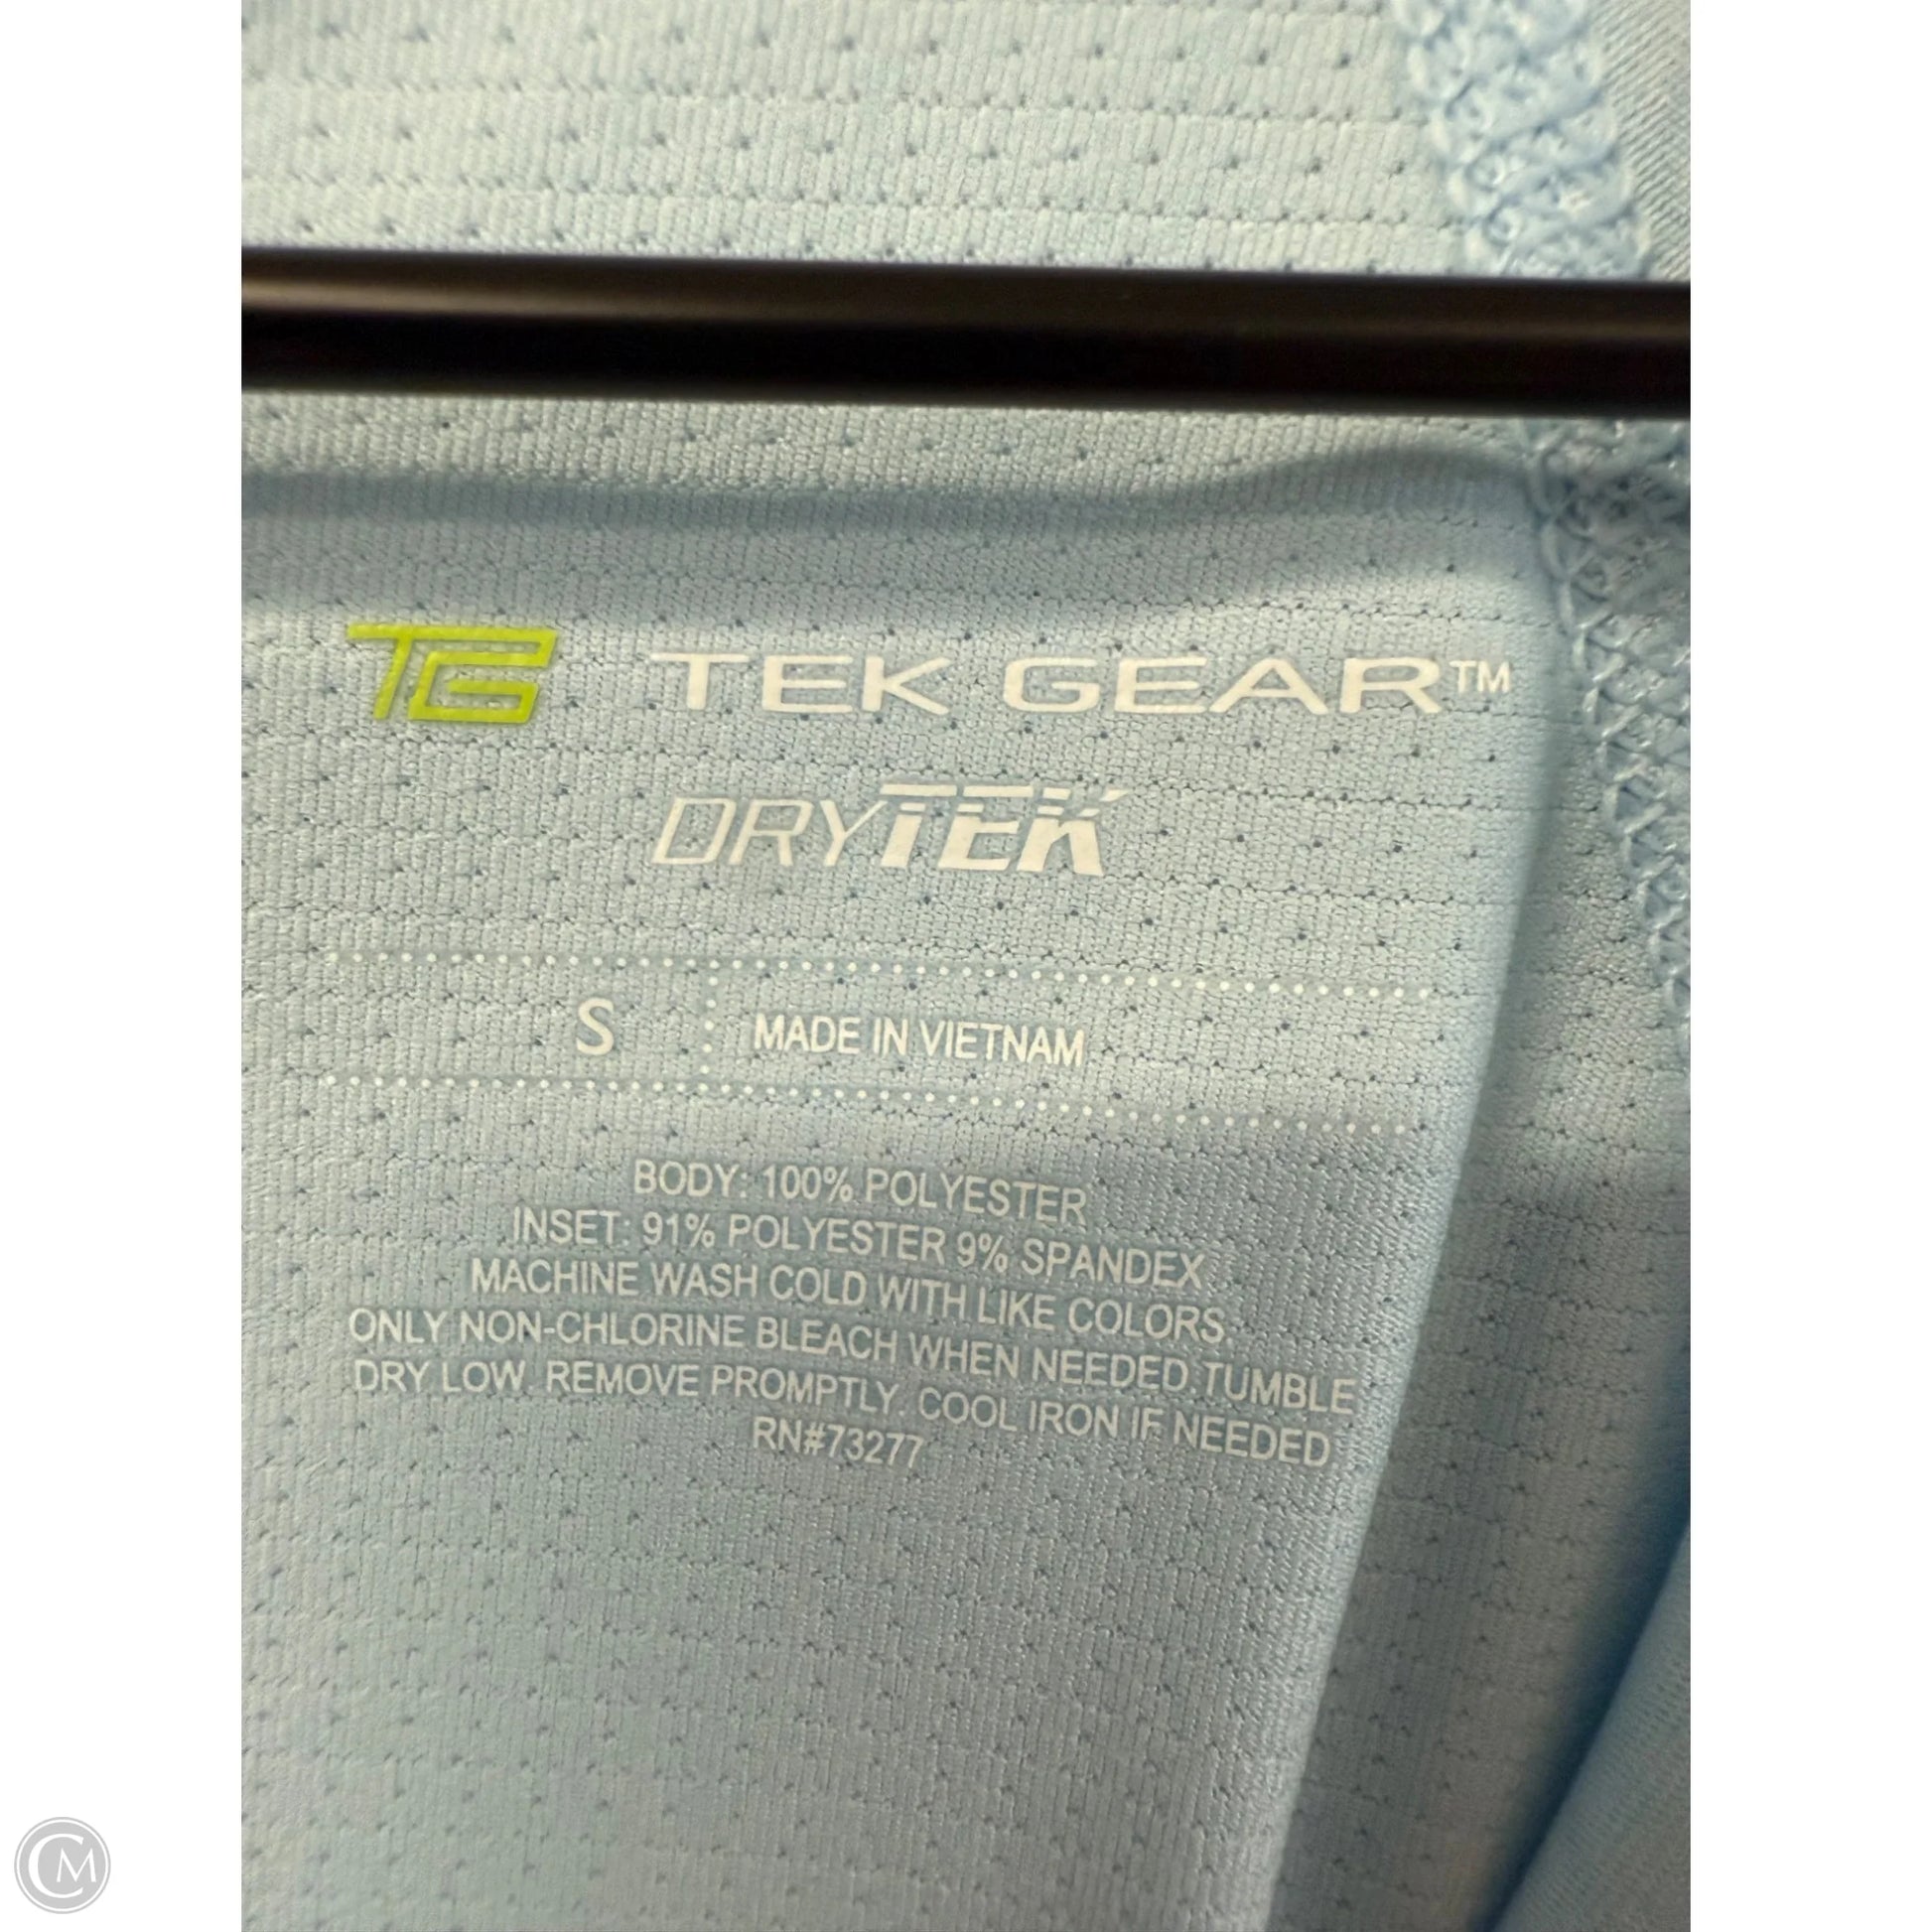 TG TEK GEAR™
DRYTEK
S MADE IN VIETNAM
BODY: 100% POLYESTER
INSET: 91% POLYESTER 9% SPANDEX
MACHINE WASH COLD WITH LIKE COLORS.
ONLY NON-CHLORINE BLEACH WHEN NEEDED.TUMBLE
DRY LOW. REMOVE PROMPTLY. COOL IRON IF NEEDED
RN#73277
CM